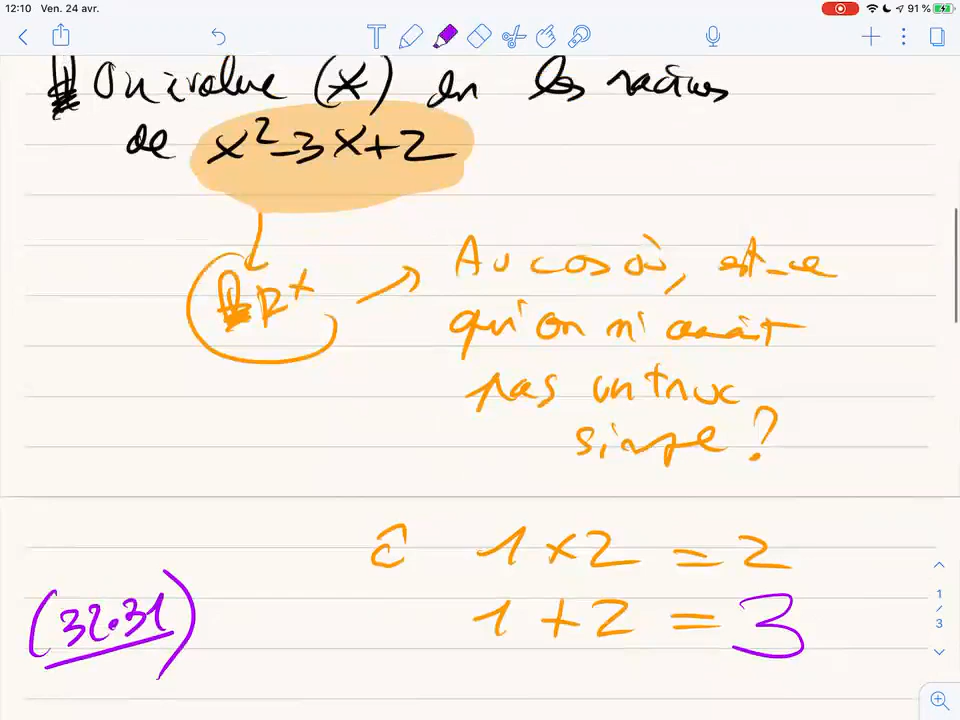 12:10 Ven. 24 avr.
91 %
On évalue (*) en les racines
de x²-3x+2
Au cas où, est-ce
qu'on n'aurait
pas un truc
simple ?
1 × 2 = 2
1 + 2 = 3
(32.31)
1
/
3